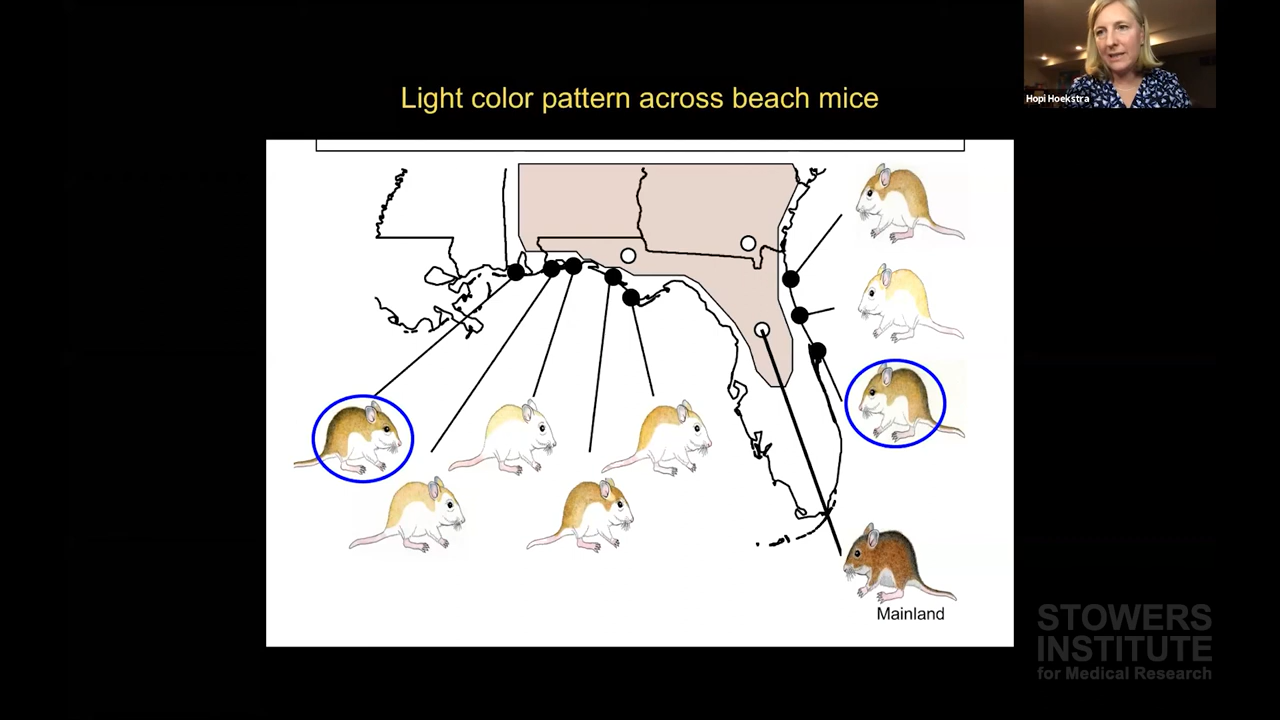 Light color pattern across beach mice
Hopi Hoekstra
Mainland
STOWERS
INSTITUTE
for Medical Research